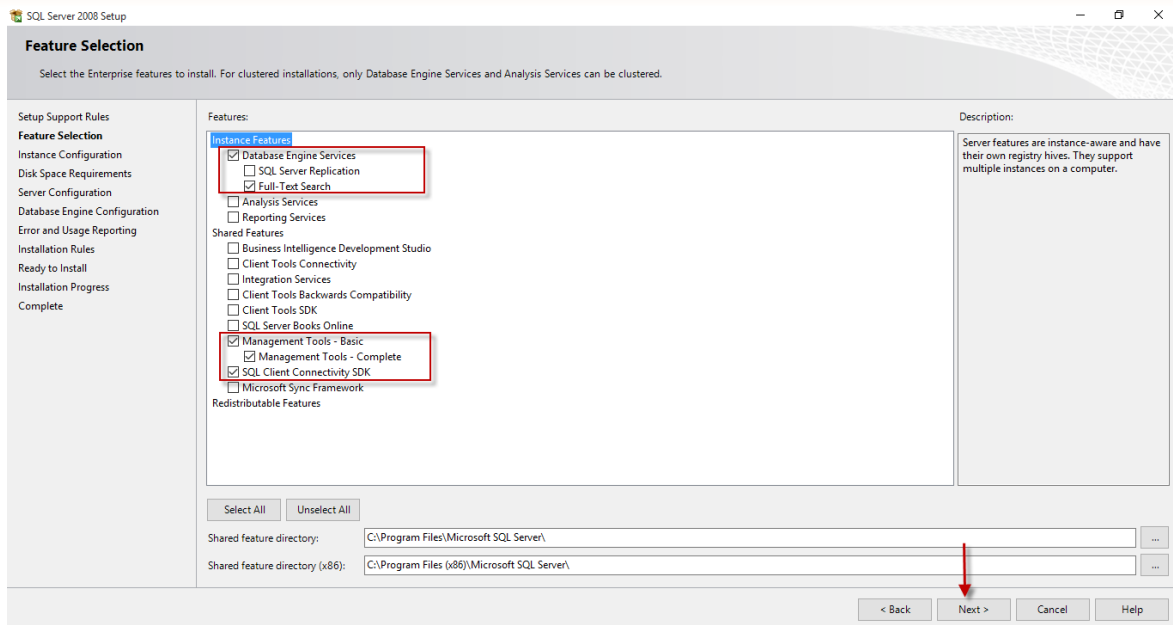 SQL Server 2008 Setup
Feature Selection
Select the Enterprise features to install. For clustered installations, only Database Engine Services and Analysis Services can be clustered.
Setup Support Rules
Feature Selection
Instance Configuration
Disk Space Requirements
Server Configuration
Database Engine Configuration
Error and Usage Reporting
Installation Rules
Ready to Install
Installation Progress
Complete
Features:
Instance Features
Database Engine Services
SQL Server Replication
Full-Text Search
Analysis Services
Reporting Services
Shared Features
Business Intelligence Development Studio
Client Tools Connectivity
Integration Services
Client Tools Backwards Compatibility
Client Tools SDK
SQL Server Books Online
Management Tools - Basic
Management Tools - Complete
SQL Client Connectivity SDK
Microsoft Sync Framework
Redistributable Features
Description:
Server features are instance-aware and have
their own registry hives. They support
multiple instances on a computer.
Select All
Unselect All
Shared feature directory:
C:\Program Files\Microsoft SQL Server\
...
Shared feature directory (x86):
C:\Program Files (x86)\Microsoft SQL Server\
...
< Back
Next >
Cancel
Help